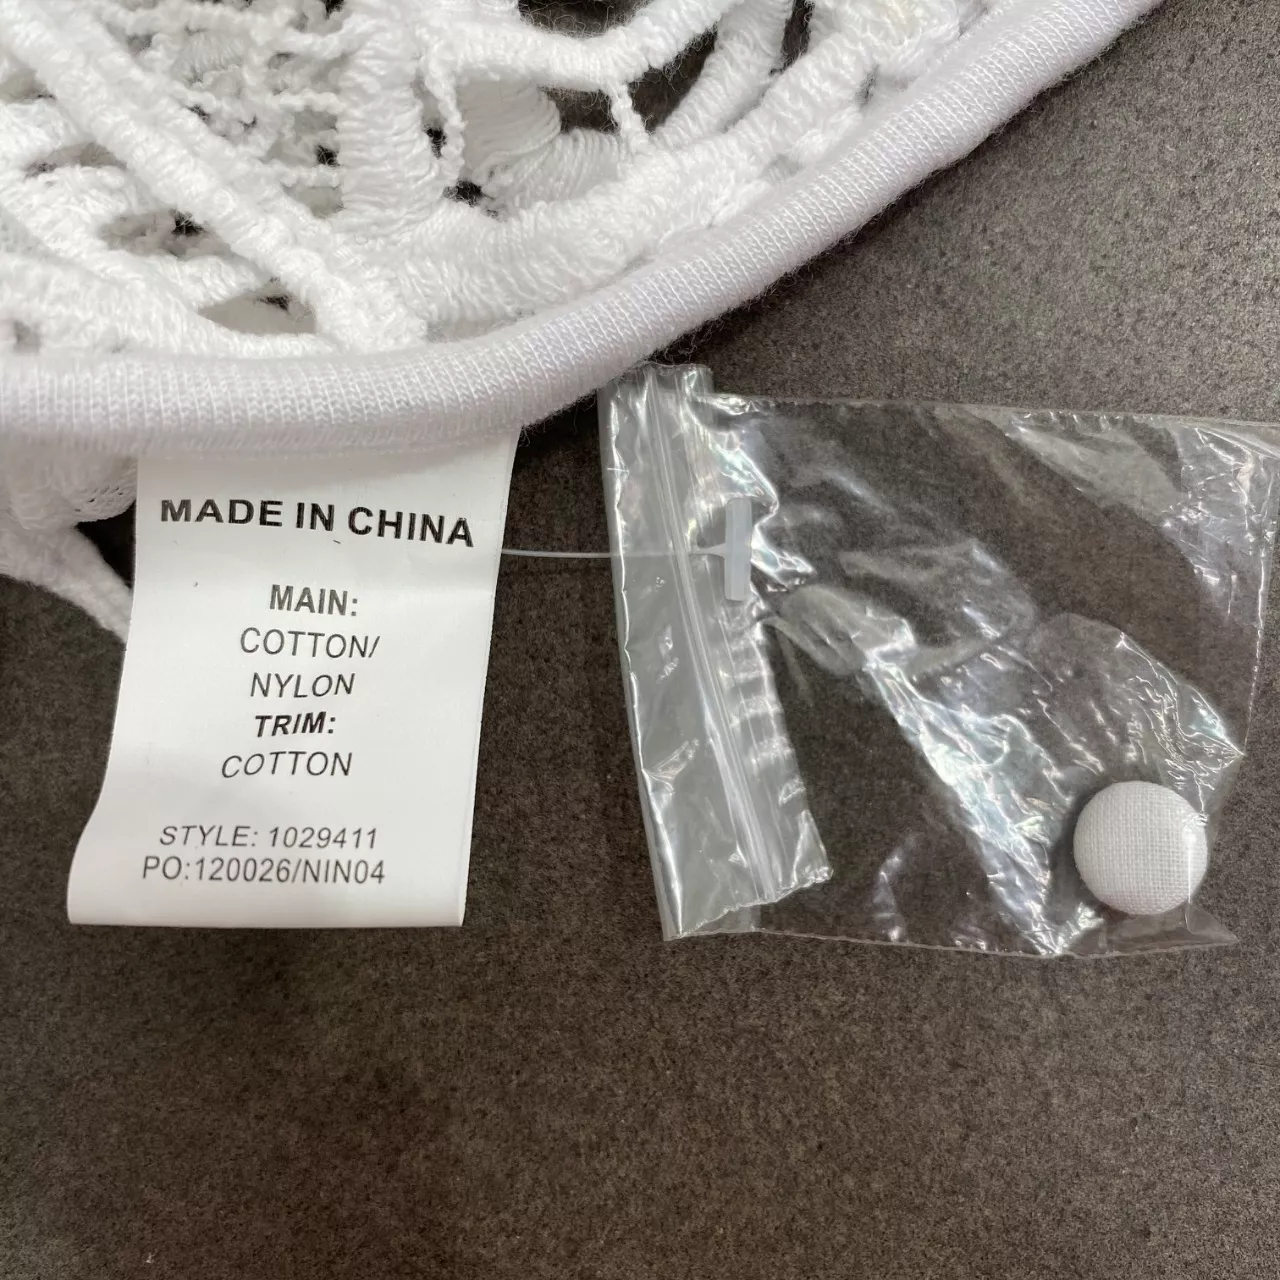 MADE IN CHINA
MAIN:
COTTON/
NYLON
TRIM:
COTTON
STYLE: 1029411
PO:120026/NIN04